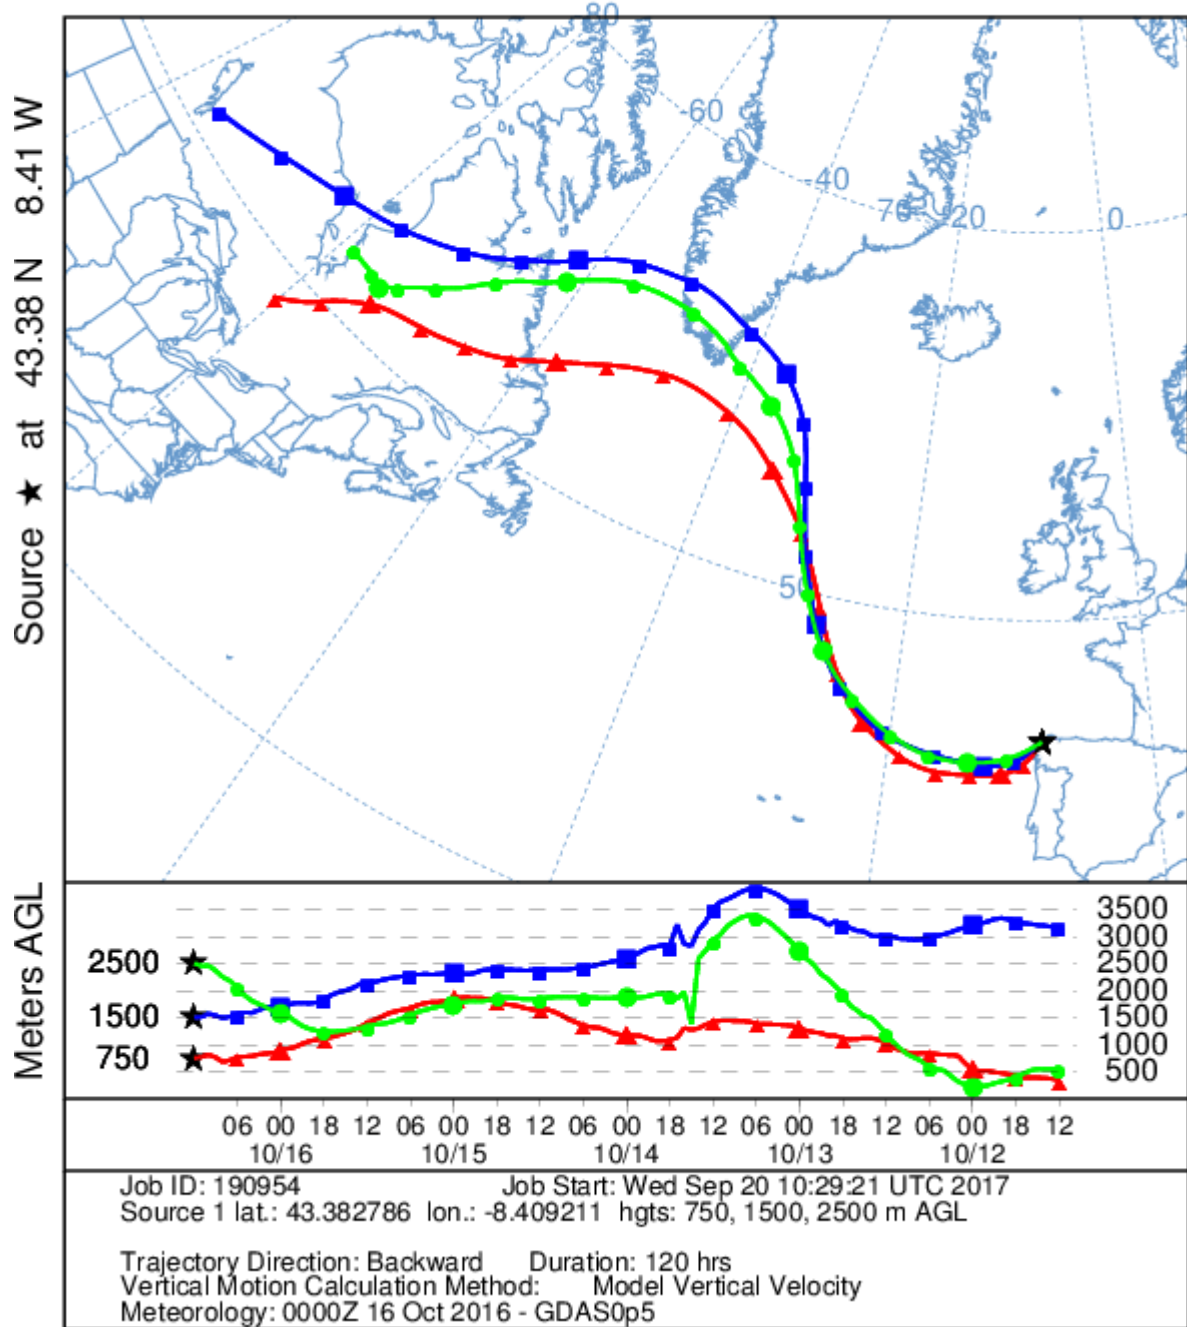 80
-60
-40
70
-20
0
50
Source ★ at 43.38 N 8.41 W
Meters AGL
2500
1500
750
3500
3000
2500
2000
1500
1000
500
06 00 18 12 06 00 18 12 06 00 18 12 06 00 18 12 06 00 18 12
10/16 10/15 10/14 10/13 10/12
Job ID: 190954 Job Start: Wed Sep 20 10:29:21 UTC 2017
Source 1 lat.: 43.382786 lon.: -8.409211 hgts: 750, 1500, 2500 m AGL
Trajectory Direction: Backward Duration: 120 hrs
Vertical Motion Calculation Method: Model Vertical Velocity
Meteorology: 0000Z 16 Oct 2016 - GDAS0p5